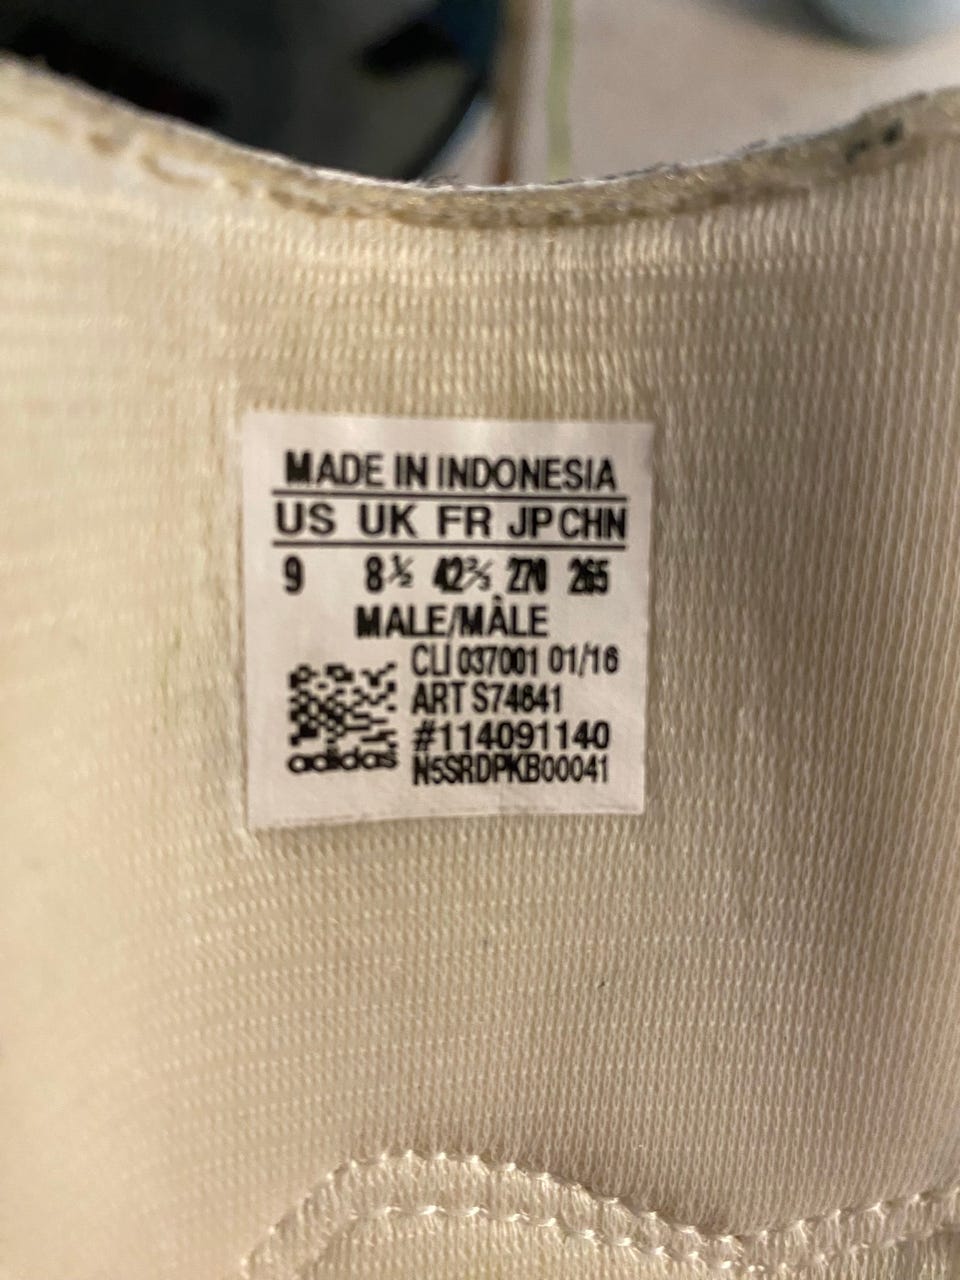 MADE IN INDONESIA
US UK FR JP CHN
9 8½ 42⅔ 270 265
MALE/MÂLE
CLI 037001 01/16
ART S74641
#114091140
adidas
N5SRDPKB00041